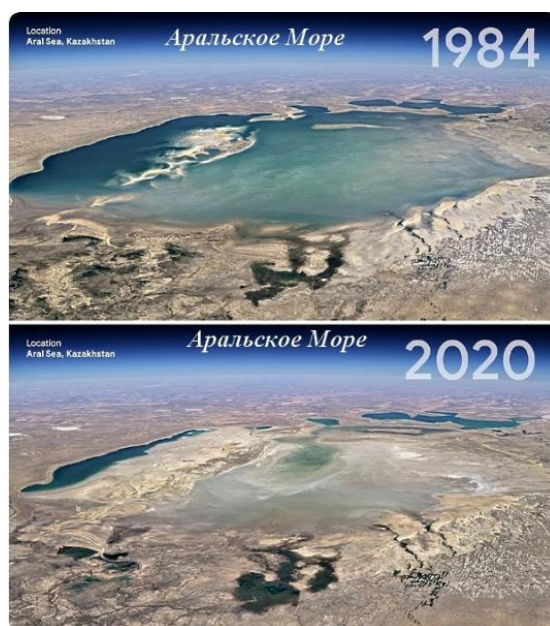 Location
Aral Sea, Kazakhstan
Аральское Море
1984
Location
Aral Sea, Kazakhstan
Аральское Море
2020